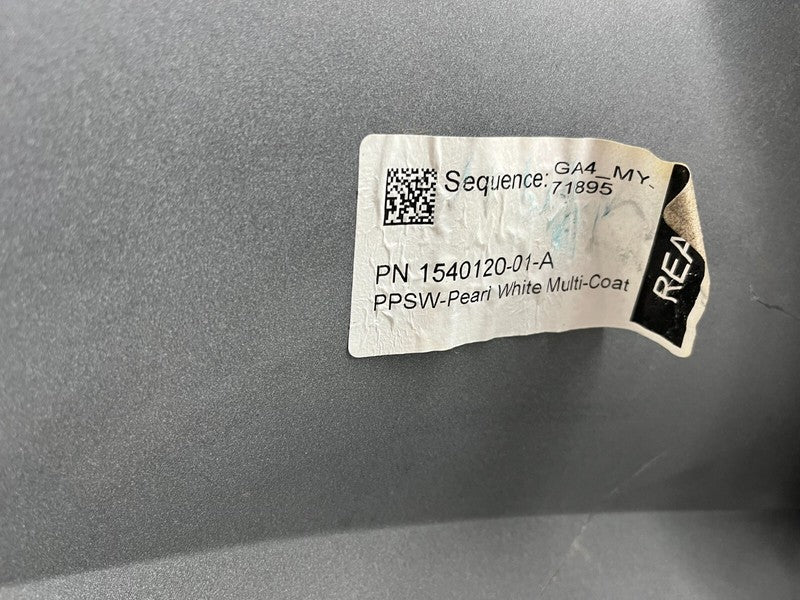 Sequence: GA4_MY-
71895
PN 1540120-01-A
PPSW-Pearl White Multi-Coat
REA